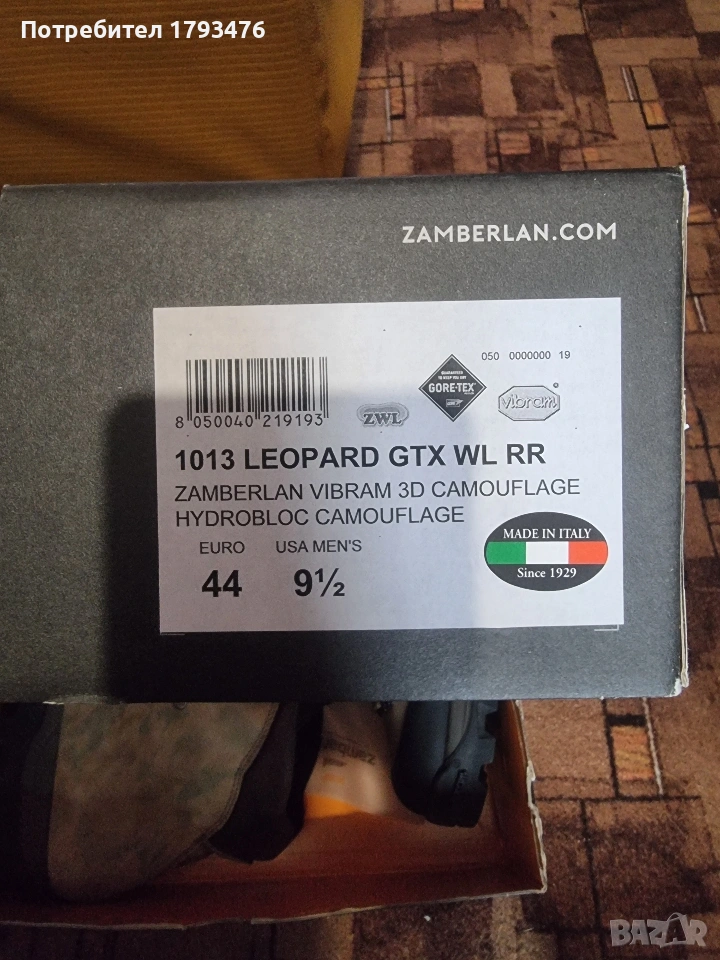 Потребител 1793476
ZAMBERLAN.COM
050 0000000 19
GORE-TEX
vibram
8 050040 219193
ZWL
1013 LEOPARD GTX WL RR
ZAMBERLAN VIBRAM 3D CAMOUFLAGE
HYDROBLOC CAMOUFLAGE
EURO USA MEN'S
44 9½
MADE IN ITALY
Since 1929
BAZAR